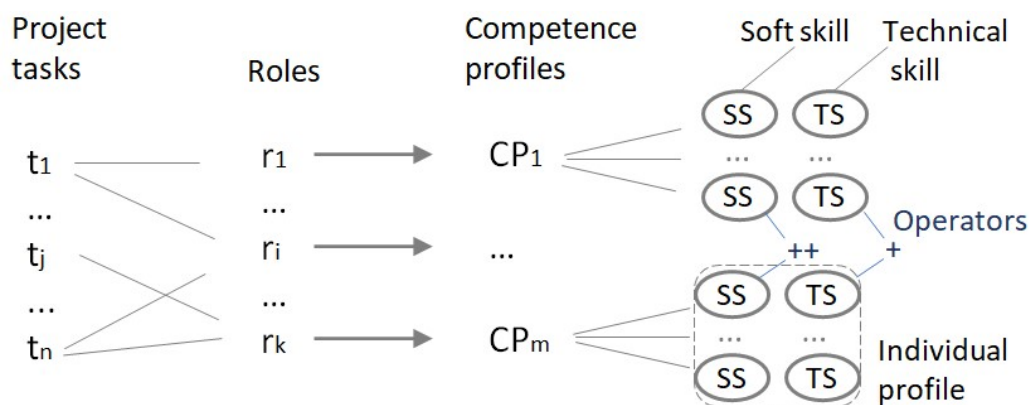 Project
tasks
Roles
Competence
profiles
Soft skill
Technical
skill
SS TS
t1 r1 CP1
... ...
... ...
SS TS
Operators
tj ri ...
++ +
... ...
SS TS
tn rk CPm
... ...
SS TS
Individual
profile